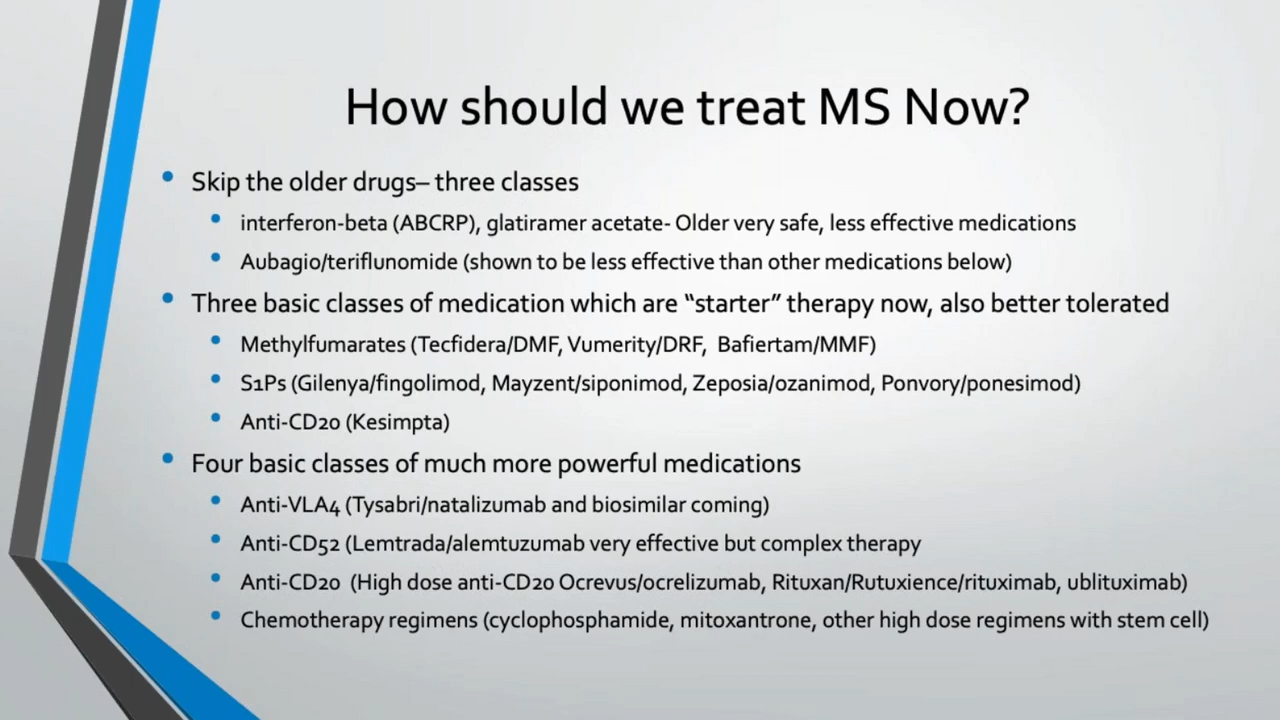 How should we treat MS Now?
• Skip the older drugs– three classes
• interferon-beta (ABCRP), glatiramer acetate- Older very safe, less effective medications
• Aubagio/teriflunomide (shown to be less effective than other medications below)
• Three basic classes of medication which are “starter” therapy now, also better tolerated
• Methylfumarates (Tecfidera/DMF, Vumerity/DRF, Bafiertam/MMF)
• S1Ps (Gilenya/fingolimod, Mayzent/siponimod, Zeposia/ozanimod, Ponvory/ponesimod)
• Anti-CD20 (Kesimpta)
• Four basic classes of much more powerful medications
• Anti-VLA4 (Tysabri/natalizumab and biosimilar coming)
• Anti-CD52 (Lemtrada/alemtuzumab very effective but complex therapy
• Anti-CD20 (High dose anti-CD20 Ocrevus/ocrelizumab, Rituxan/Rutuxience/rituximab, ublituximab)
• Chemotherapy regimens (cyclophosphamide, mitoxantrone, other high dose regimens with stem cell)